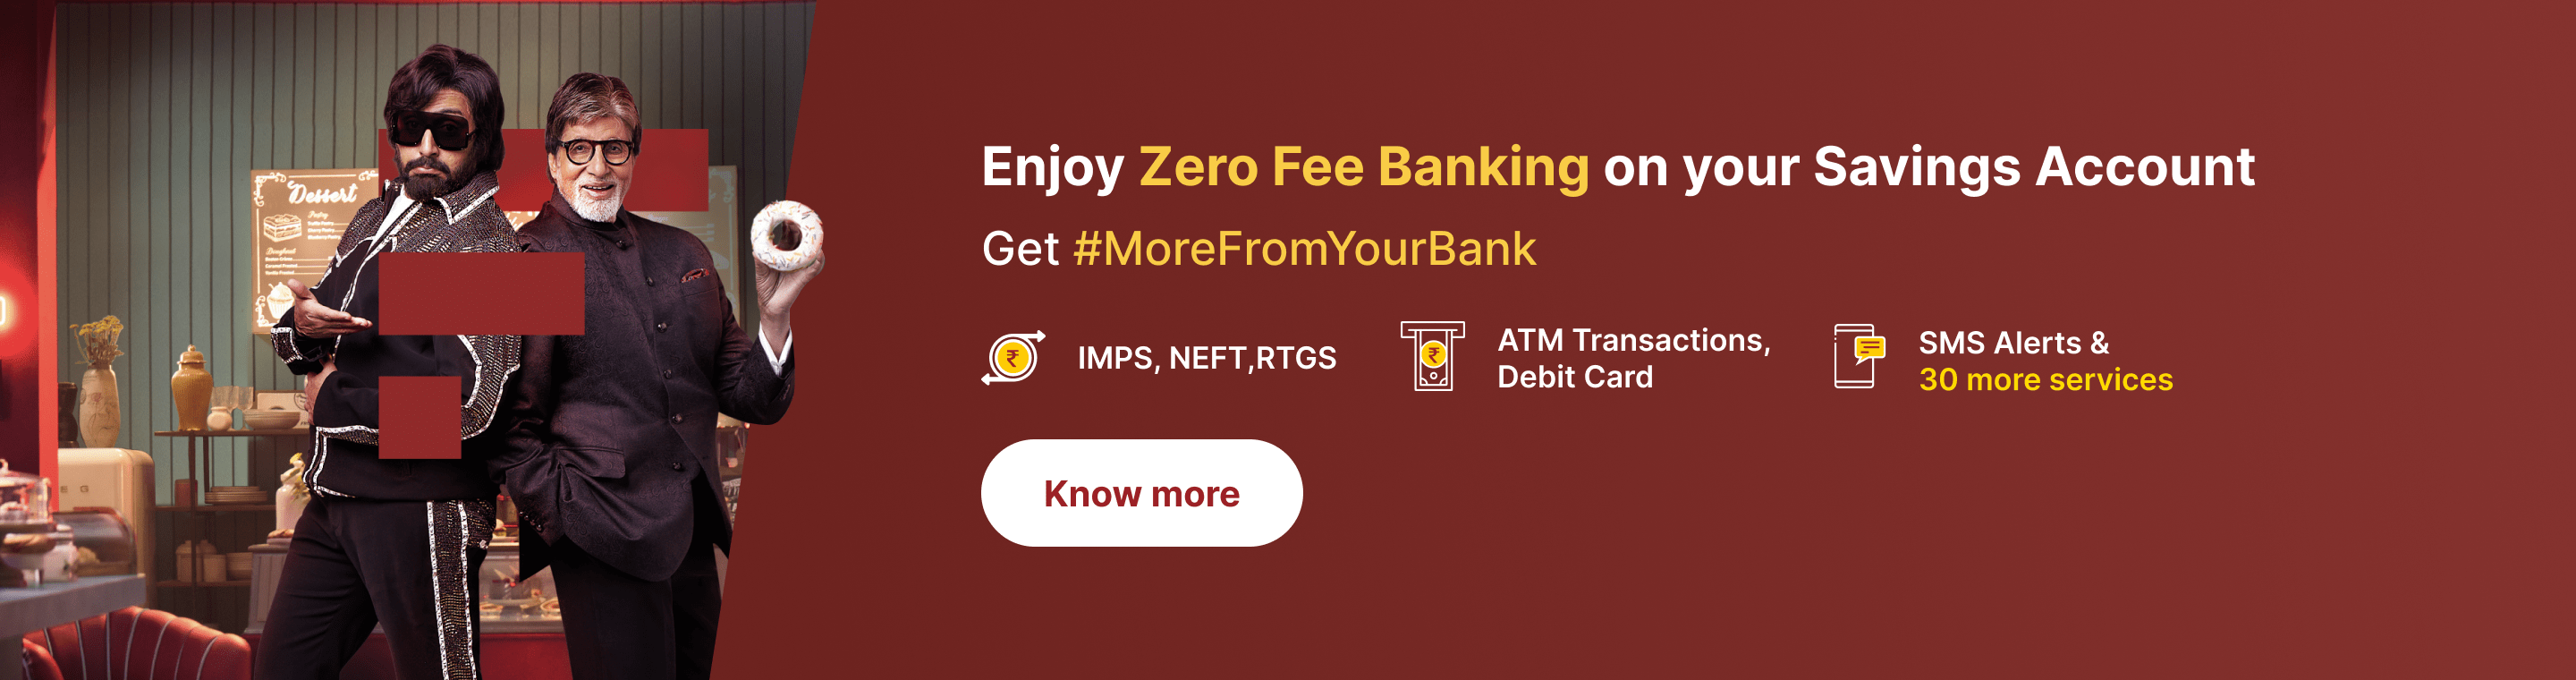 Enjoy Zero Fee Banking on your Savings Account
Get #MoreFromYourBank
IMPS, NEFT,RTGS
ATM Transactions,
Debit Card
SMS Alerts &
30 more services
Know more
Dessert